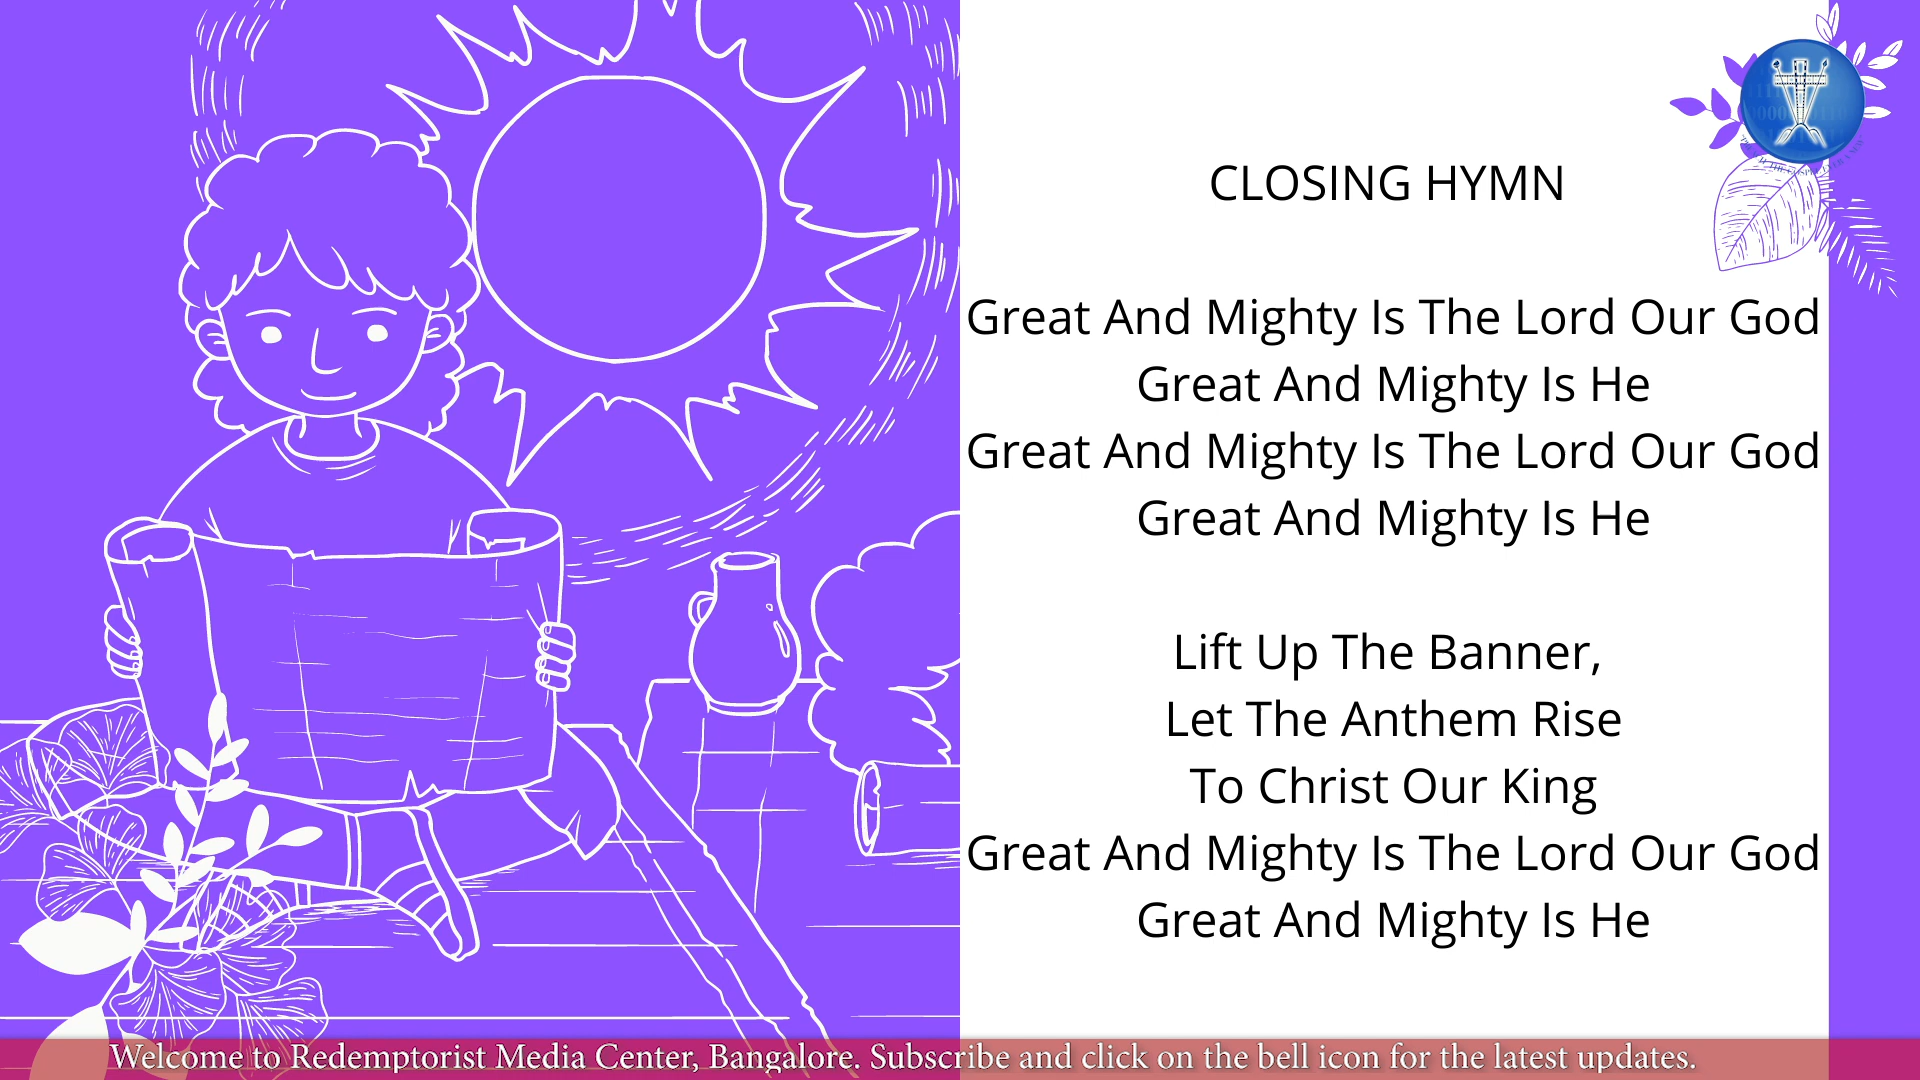 CLOSING HYMN
Great And Mighty Is The Lord Our God
Great And Mighty Is He
Great And Mighty Is The Lord Our God
Great And Mighty Is He
Lift Up The Banner,
Let The Anthem Rise
To Christ Our King
Great And Mighty Is The Lord Our God
Great And Mighty Is He
Welcome to Redemptorist Media Center, Bangalore. Subscribe and click on the bell icon for the latest updates.